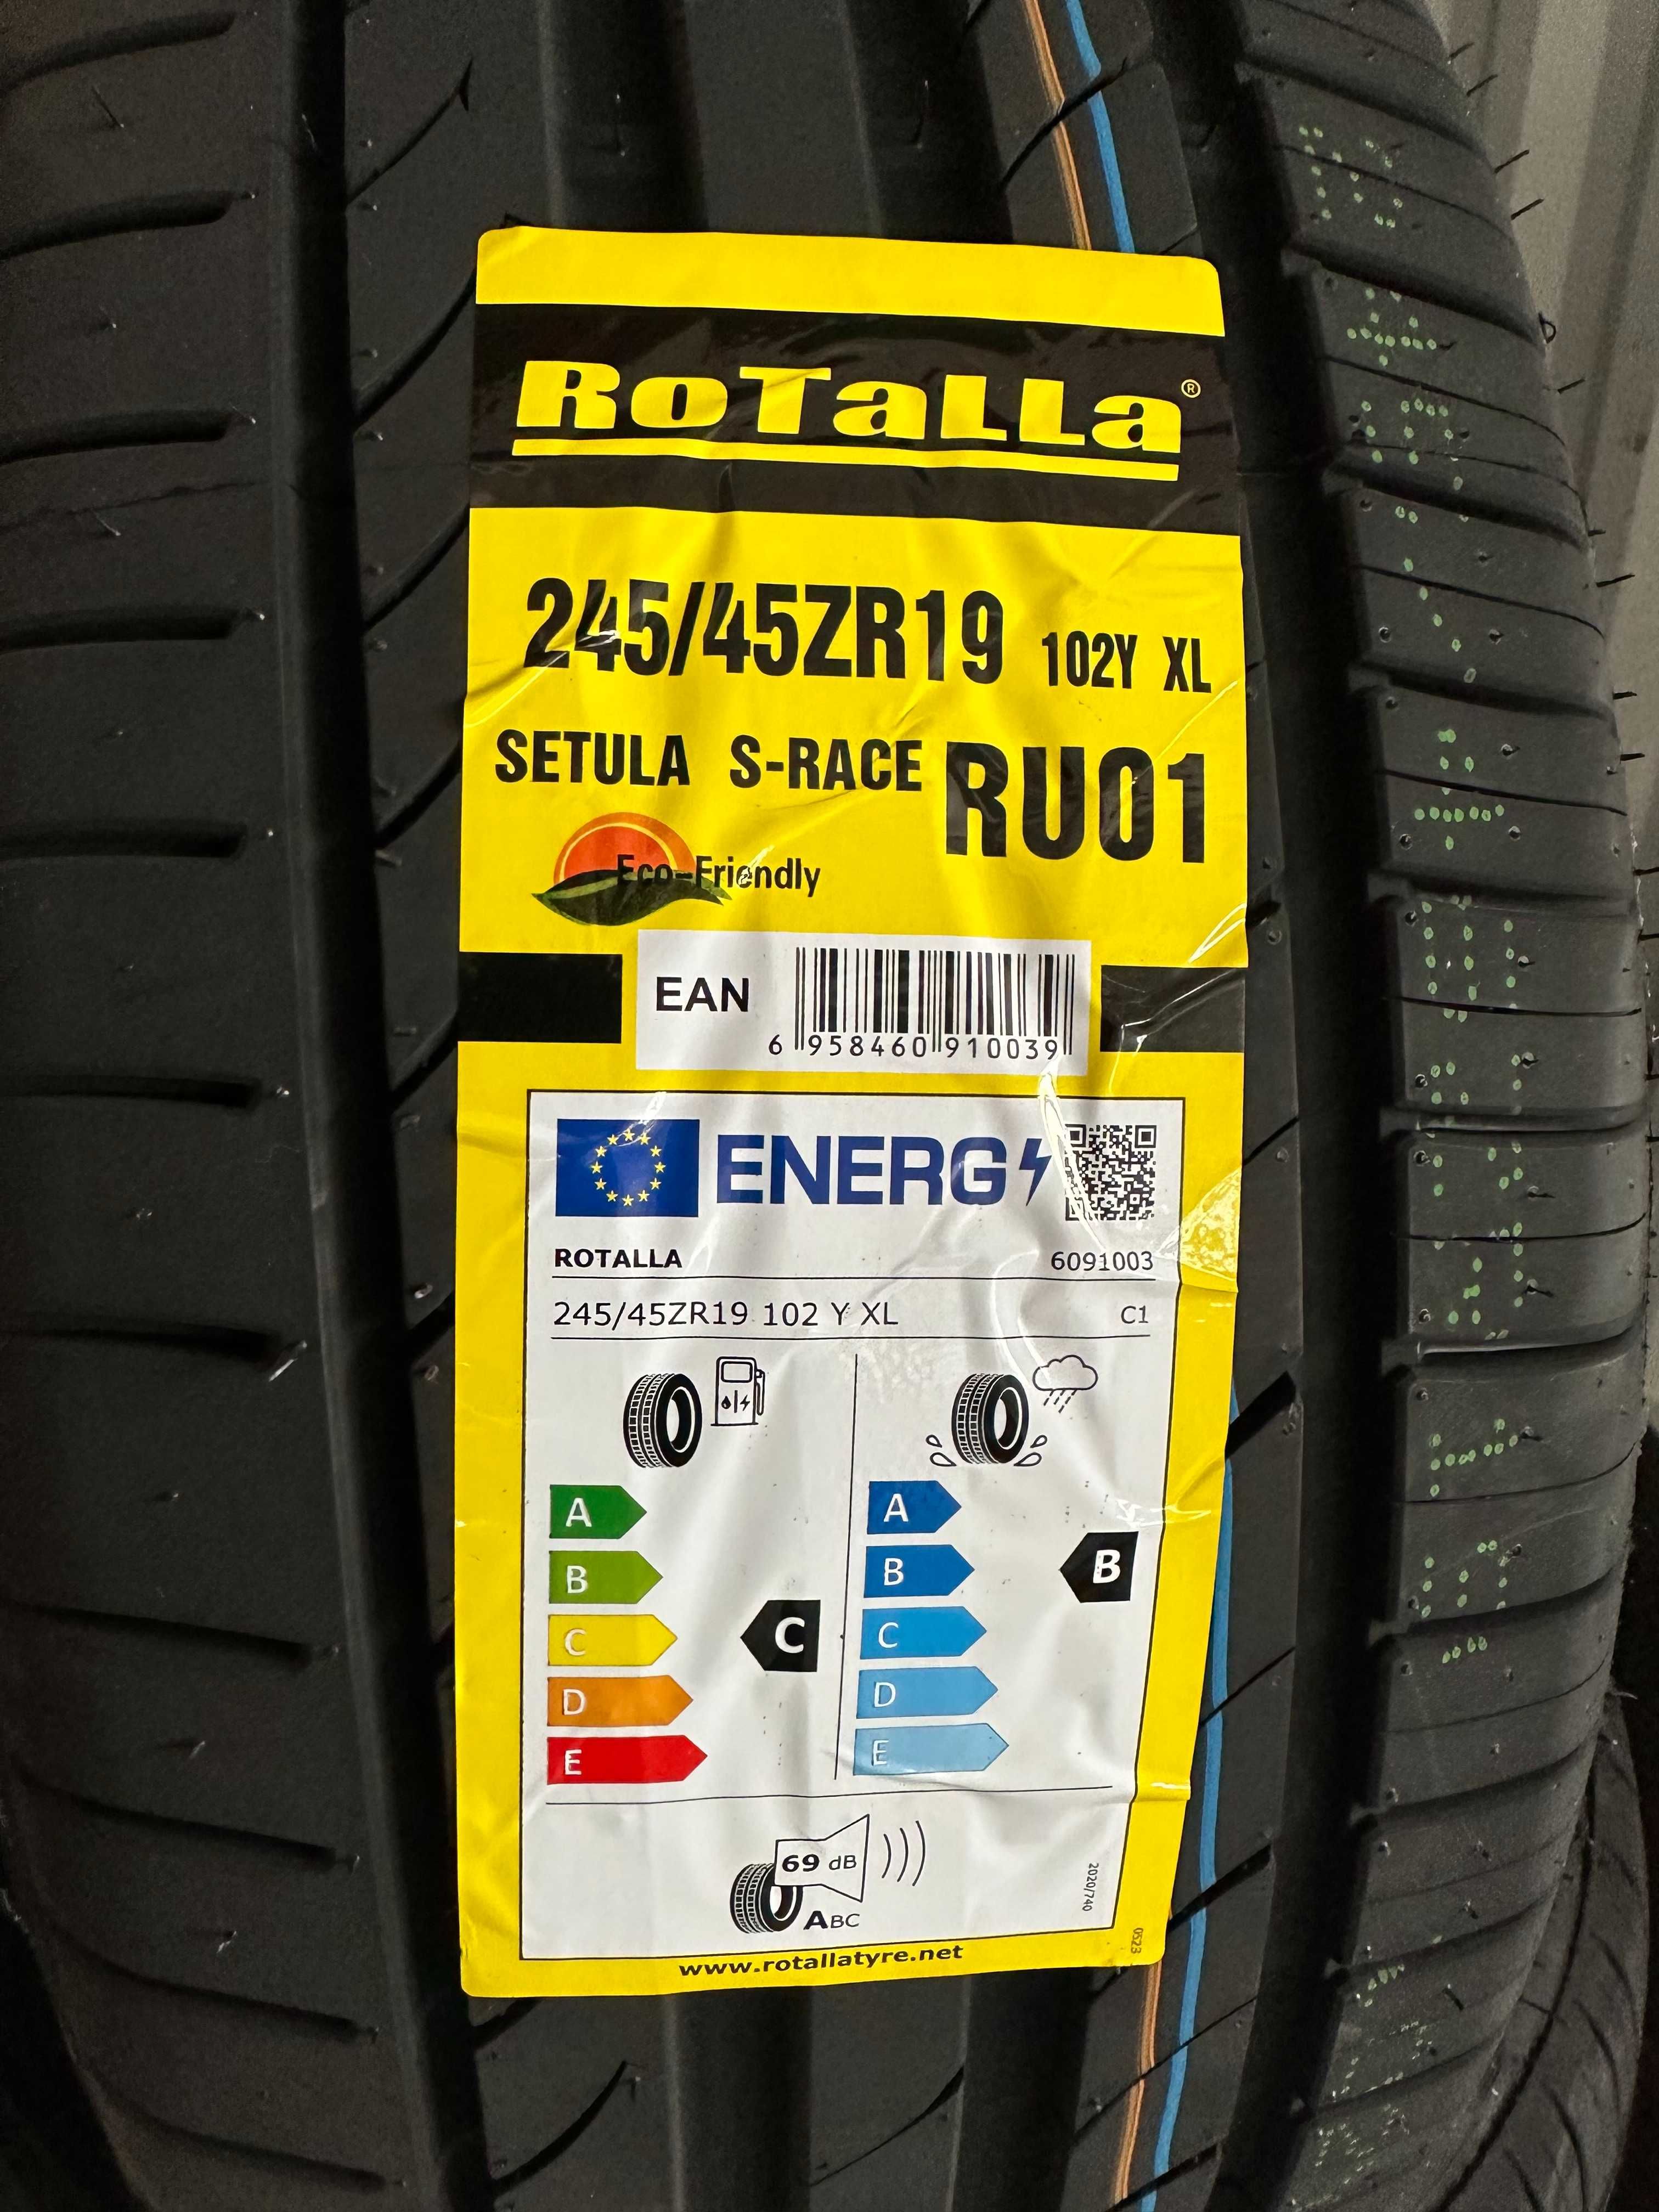 RoTaLLa®
245/45ZR19 102Y XL
SETULA S-RACE RU01
Eco-Friendly
EAN
6 958460 910039
ENERG
ROTALLA 6091003
245/45ZR19 102 Y XL C1
A A
B B B
C C C
D D
E E
69 dB
ABC
2020/740
0523
www.rotallatyre.net